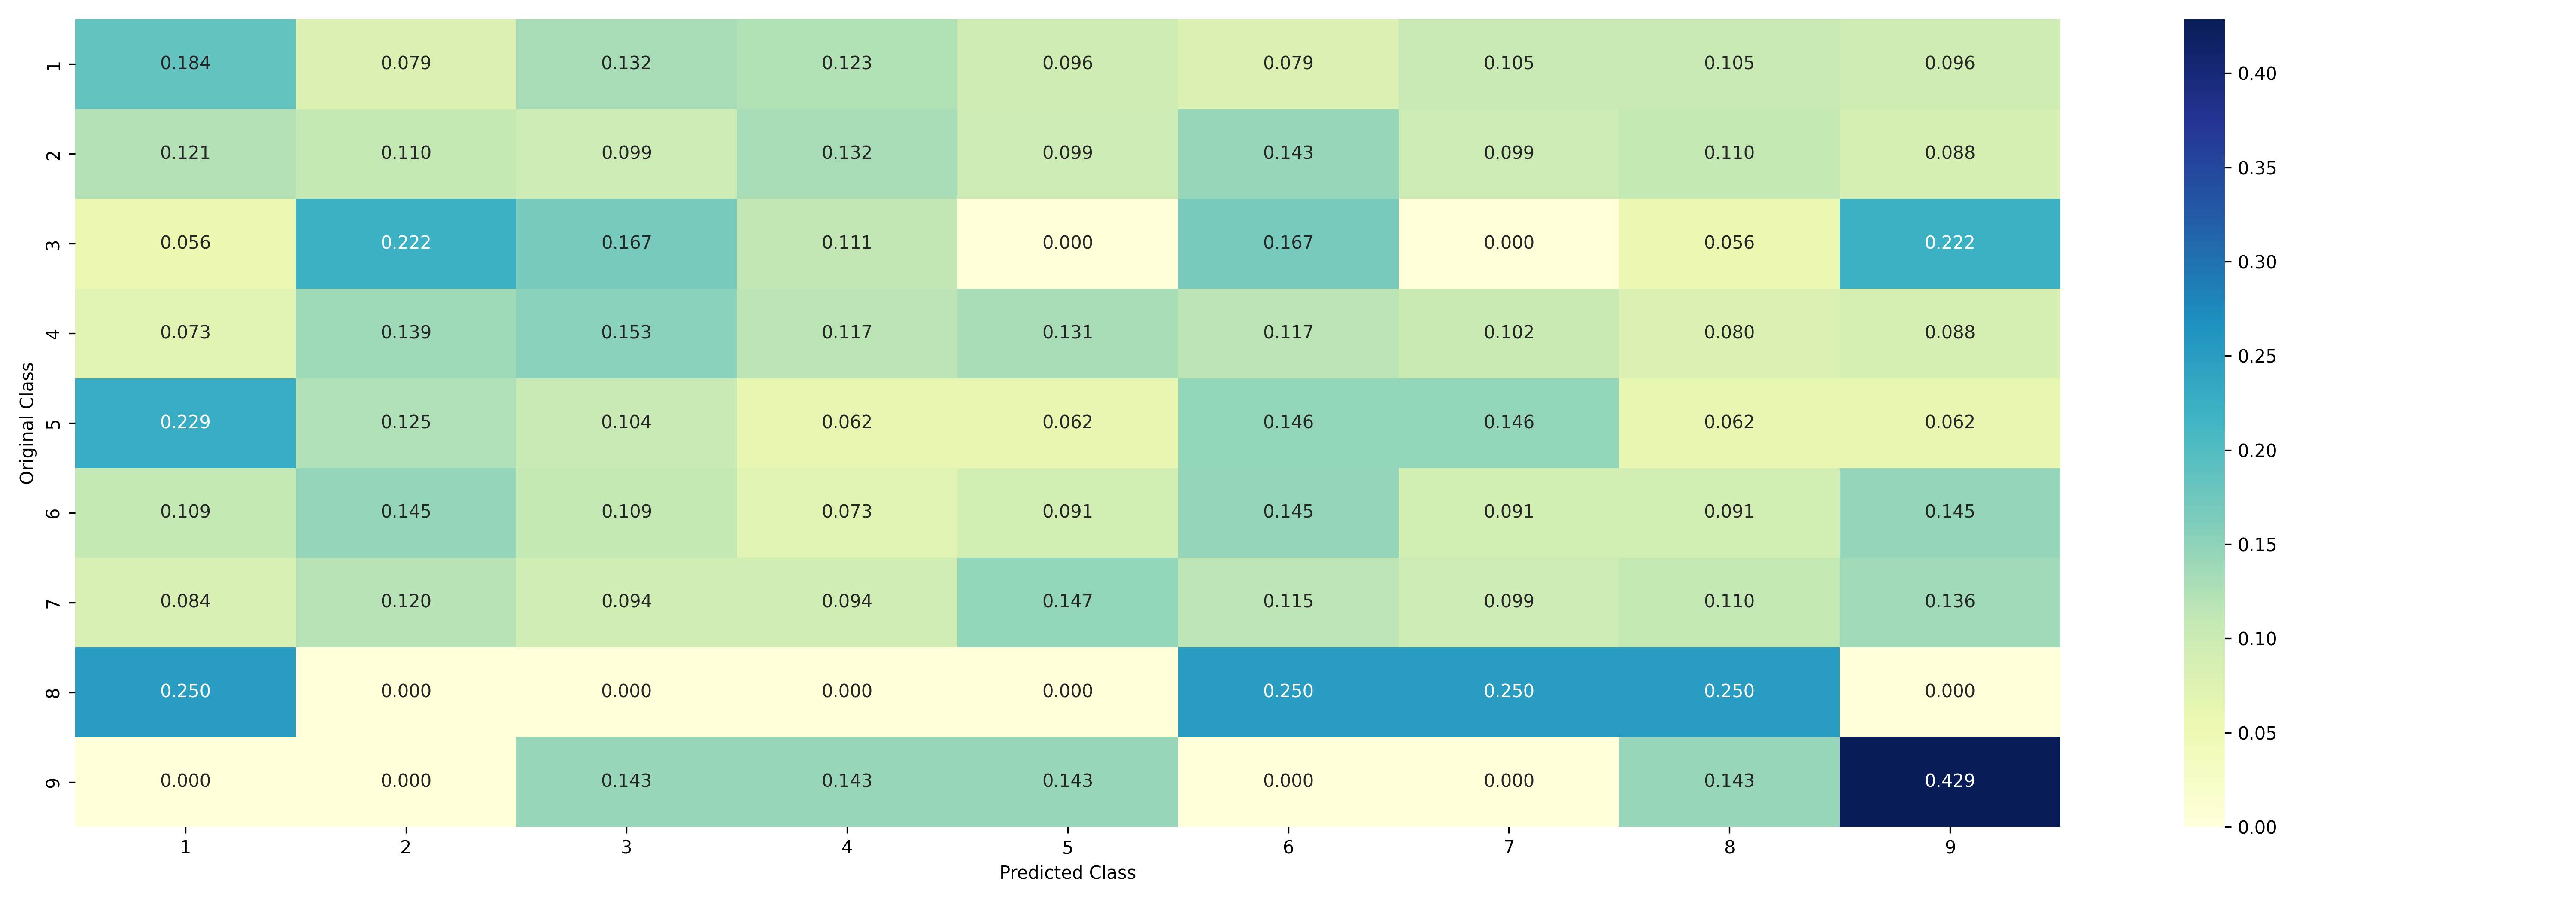 Original Class
1 0.184 0.079 0.132 0.123 0.096 0.079 0.105 0.105 0.096
2 0.121 0.110 0.099 0.132 0.099 0.143 0.099 0.110 0.088
3 0.056 0.222 0.167 0.111 0.000 0.167 0.000 0.056 0.222
4 0.073 0.139 0.153 0.117 0.131 0.117 0.102 0.080 0.088
5 0.229 0.125 0.104 0.062 0.062 0.146 0.146 0.062 0.062
6 0.109 0.145 0.109 0.073 0.091 0.145 0.091 0.091 0.145
7 0.084 0.120 0.094 0.094 0.147 0.115 0.099 0.110 0.136
8 0.250 0.000 0.000 0.000 0.000 0.250 0.250 0.250 0.000
9 0.000 0.000 0.143 0.143 0.143 0.000 0.000 0.143 0.429
1 2 3 4 5 6 7 8 9
Predicted Class
0.40
0.35
0.30
0.25
0.20
0.15
0.10
0.05
0.00